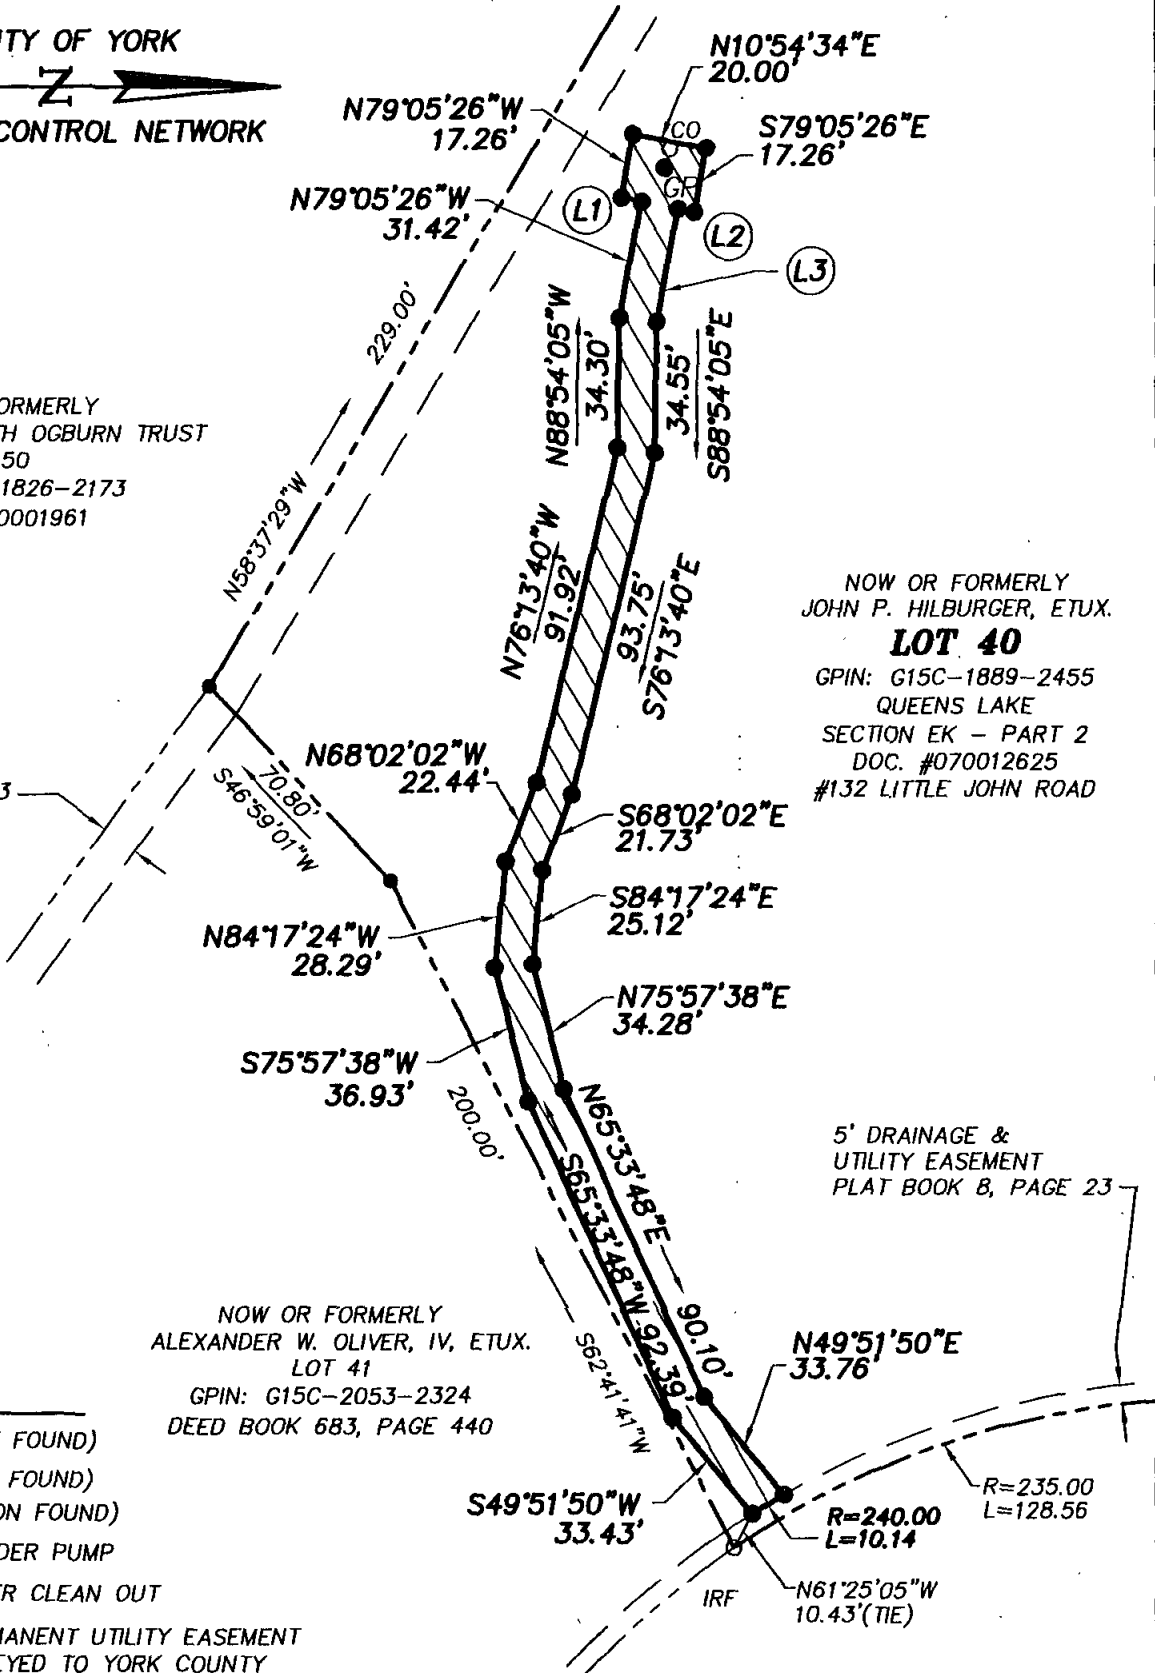 TY OF YORK
N
CONTROL NETWORK
N10°54'34"E
20.00'
N79°05'26"W
17.26'
CO
S79°05'26"E
17.26'
GP
N79°05'26"W
31.42'
L1
L2
L3
229.00'
N88°54'05"W
34.30'
34.55'
S88°54'05"E
ORMERLY
TH OGBURN TRUST
50
1826-2173
0001961
N58°37'29"W
N76°13'40"W
91.92'
93.75'
S76°13'40"E
NOW OR FORMERLY
JOHN P. HILBURGER, ETUX.
LOT 40
GPIN: G15C-1889-2455
QUEENS LAKE
SECTION EK - PART 2
DOC. #070012625
#132 LITTLE JOHN ROAD
3
70.80'
S46°59'01"W
N68°02'02"W
22.44'
S68°02'02"E
21.73'
S84°17'24"E
25.12'
N84°17'24"W
28.29'
N75°57'38"E
34.28'
S75°57'38"W
36.93'
200.00'
S62°41'41"W
N65°33'48"E
90.10'
S65°33'48"W 92.39'
5' DRAINAGE &
UTILITY EASEMENT
PLAT BOOK 8, PAGE 23
NOW OR FORMERLY
ALEXANDER W. OLIVER, IV, ETUX.
LOT 41
GPIN: G15C-2053-2324
DEED BOOK 683, PAGE 440
N49°51'50"E
33.76'
S49°51'50"W
33.43'
R=240.00
L=10.14
R=235.00
L=128.56
N61°25'05"W
10.43'(TIE)
IRF
FOUND)
FOUND)
ON FOUND)
DER PUMP
R CLEAN OUT
MANENT UTILITY EASEMENT
EYED TO YORK COUNTY